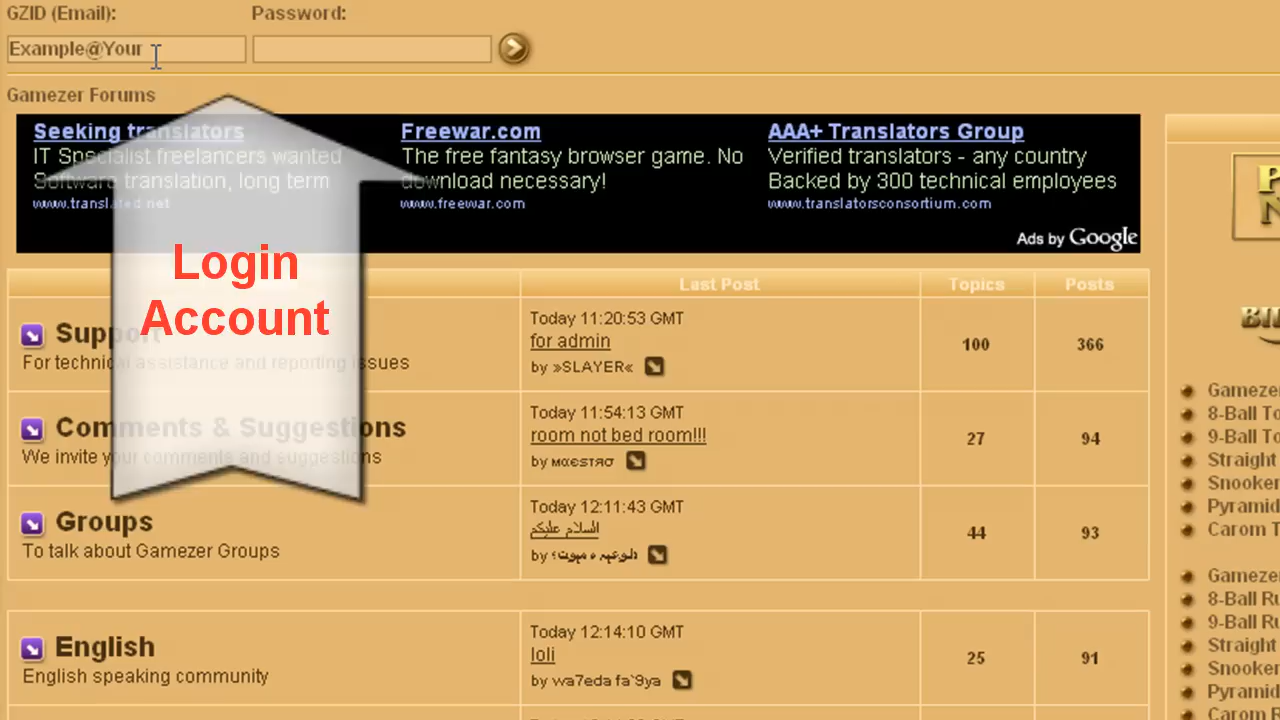 GZID (Email):
Password:
Example@Your
Gamezer Forums
Seeking translators
IT Specialist freelancers wanted
Software translation, long term
www.translated.net
Freewar.com
The free fantasy browser game. No
download necessary!
www.freewar.com
AAA+ Translators Group
Verified translators - any country
Backed by 300 technical employees
www.translatorsconsortium.com
Ads by Google
Login
Account
Last Post
Topics
Posts
Support
For technical assistance and reporting issues
Today 11:20:53 GMT
for admin
by »SLAYER«
100
366
Comments & Suggestions
We invite your comments and suggestions
Today 11:54:13 GMT
room not bed room!!!
by мαєѕтяσ
27
94
Groups
To talk about Gamezer Groups
Today 12:11:43 GMT
السلام عليكم
by
44
93
English
English speaking community
Today 12:14:10 GMT
loli
by wa7eda fa`9ya
25
91
Gamezer
8-Ball To
9-Ball To
Straight
Snooker
Pyramid
Carom T
Gamezer
8-Ball Ru
9-Ball Ru
Straight
Snooker
Pyramid
Carom R